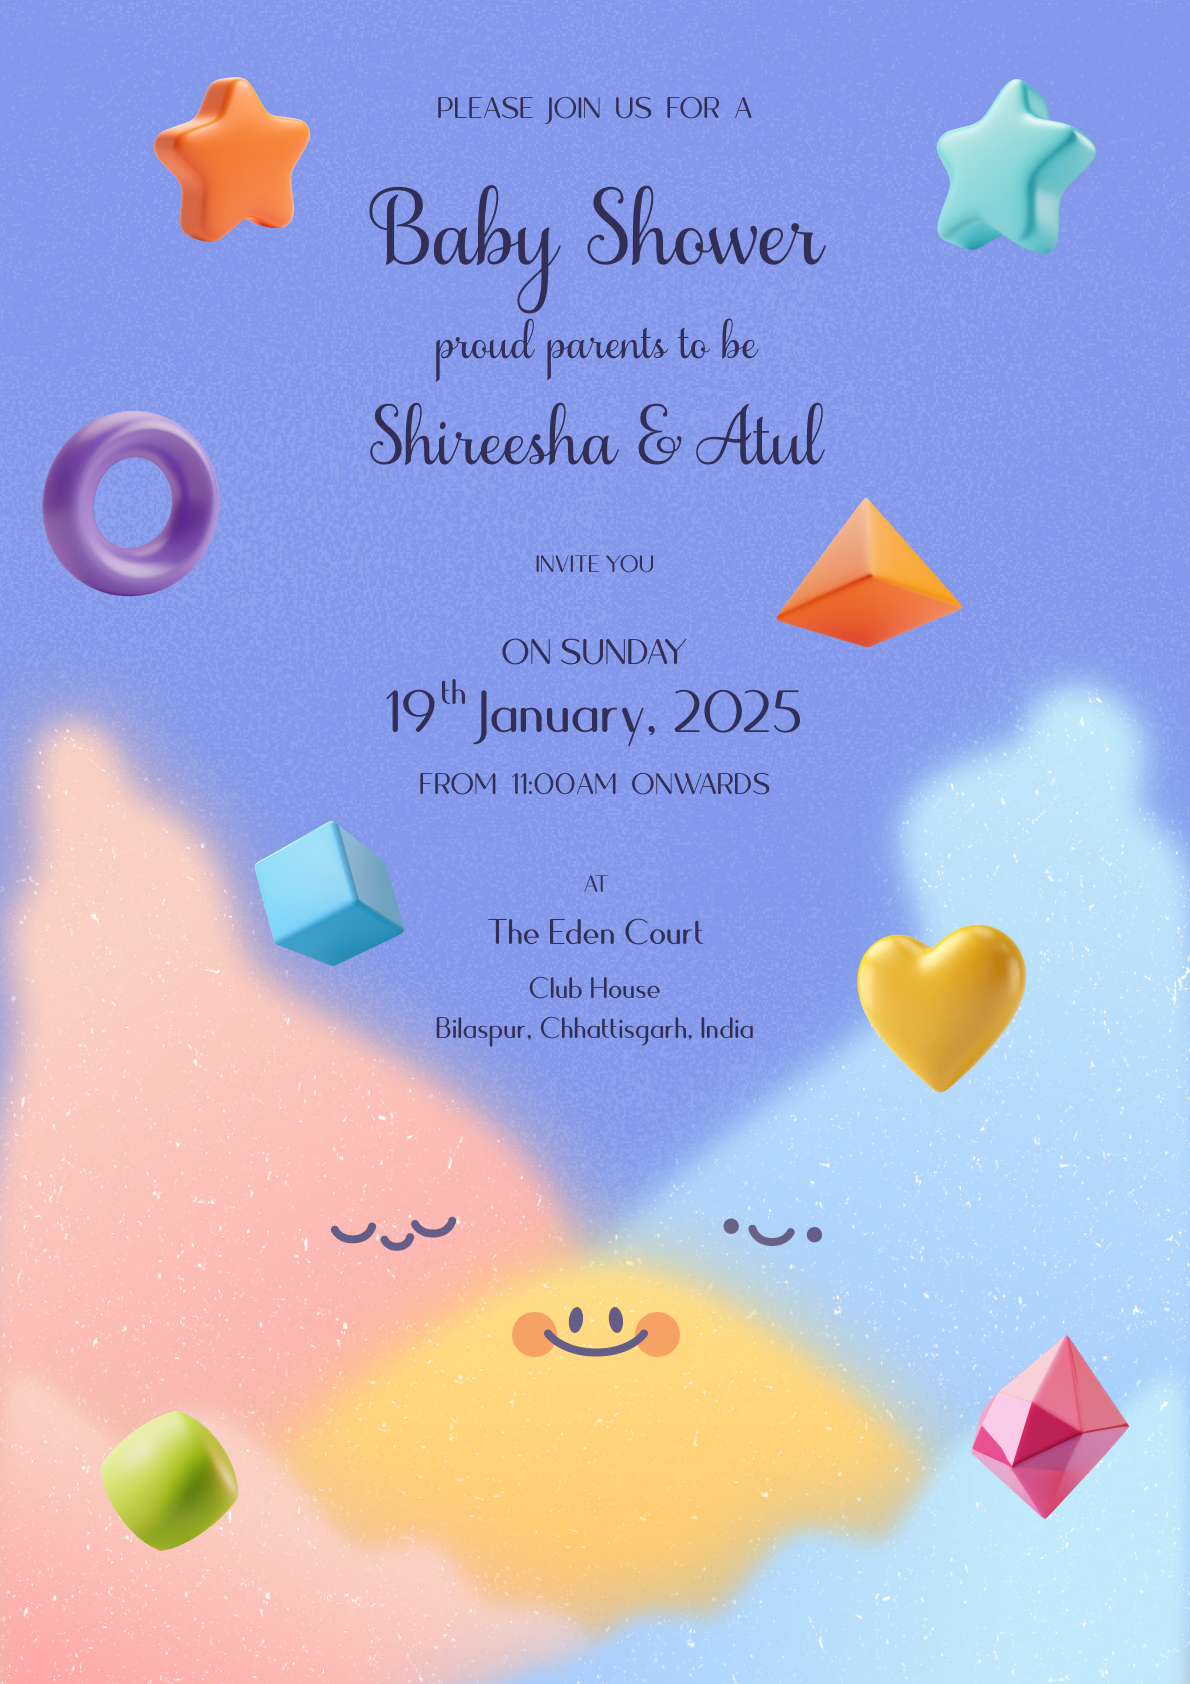 PLEASE JOIN US FOR A
Baby Shower
proud parents to be
Shireesha & Atul
INVITE YOU
ON SUNDAY
19th January, 2025
FROM 11:00AM ONWARDS
AT
The Eden Court
Club House
Bilaspur, Chhattisgarh, India